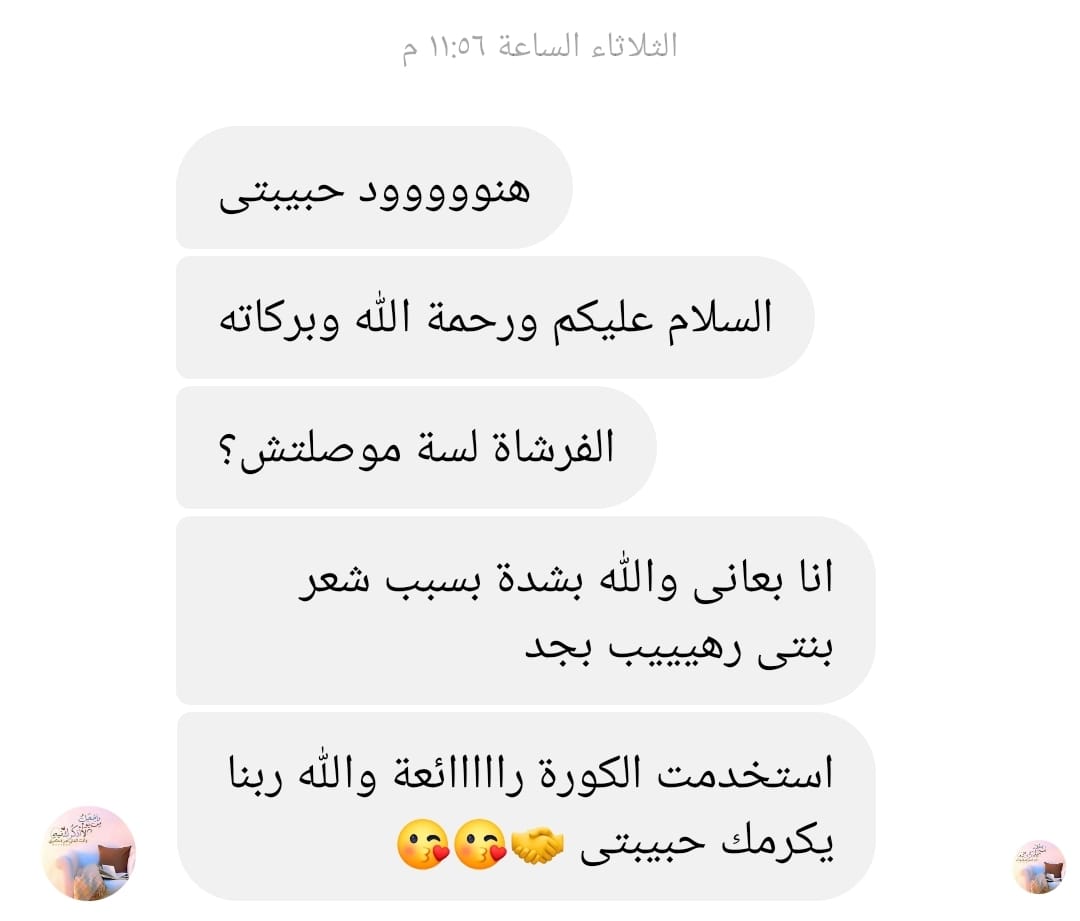 الثلاثاء الساعة ١١:٥٦ م
هنوووووود حبيبتى
السلام عليكم ورحمة الله وبركاته
الفرشاة لسة موصلتش؟
انا بعانى والله بشدة بسبب شعر
بنتى رهيييب بجد
استخدمت الكورة رااااائعة والله ربنا
يكرمك حبيبتى 🤝😘😘